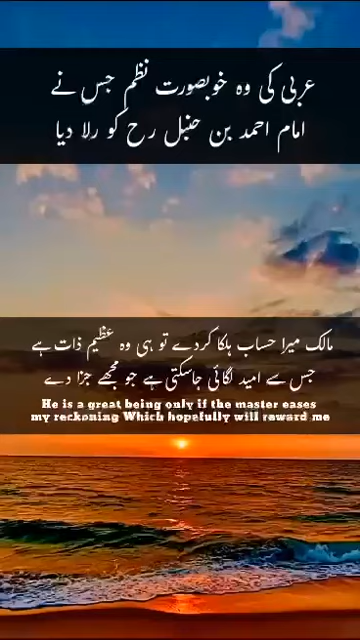 عربی کی وہ خوبصورت نظم جس نے
امام احمد بن حنبل رح کو رلا دیا
مالک میرا حساب ہلکا کردے تو ہی وہ عظیم ذات ہے
جس سے امید لگائی جاسکتی ہے جو مجھے جزا دے
He is a great being only if the master eases
my reckoning Which hopefully will reward me